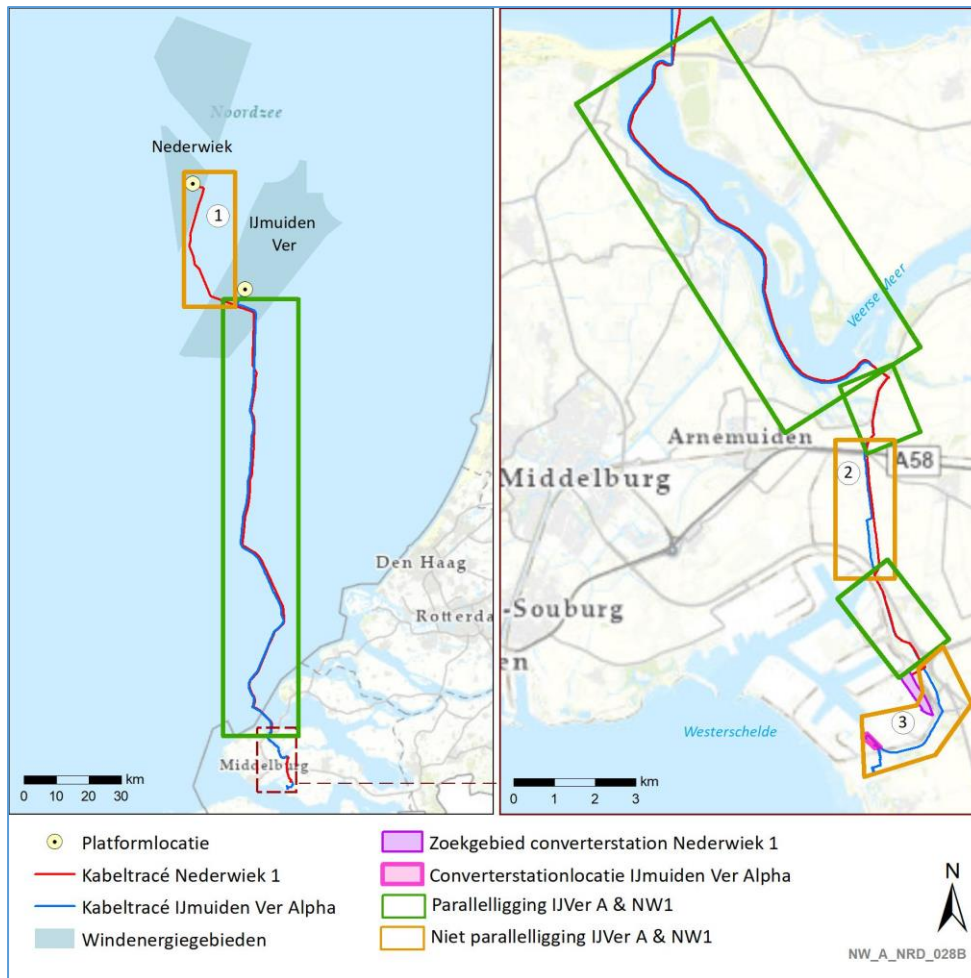 Noordzee
Nederwiek
1
IJmuiden
Ver
Den Haag
Rotterda
Middelburg
0 10 20 30 km
Veerse Meer
Arnemuiden
A58
Middelburg
2
-Souburg
en
3
Westerschelde
0 1 2 3 km
Platformlocatie
Kabeltracé Nederwiek 1
Kabeltracé IJmuiden Ver Alpha
Windenergiegebieden
Zoekgebied converterstation Nederwiek 1
Converterstationlocatie IJmuiden Ver Alpha
Parallelligging IJVer A & NW1
Niet parallelligging IJVer A & NW1
N
NW_A_NRD_028B